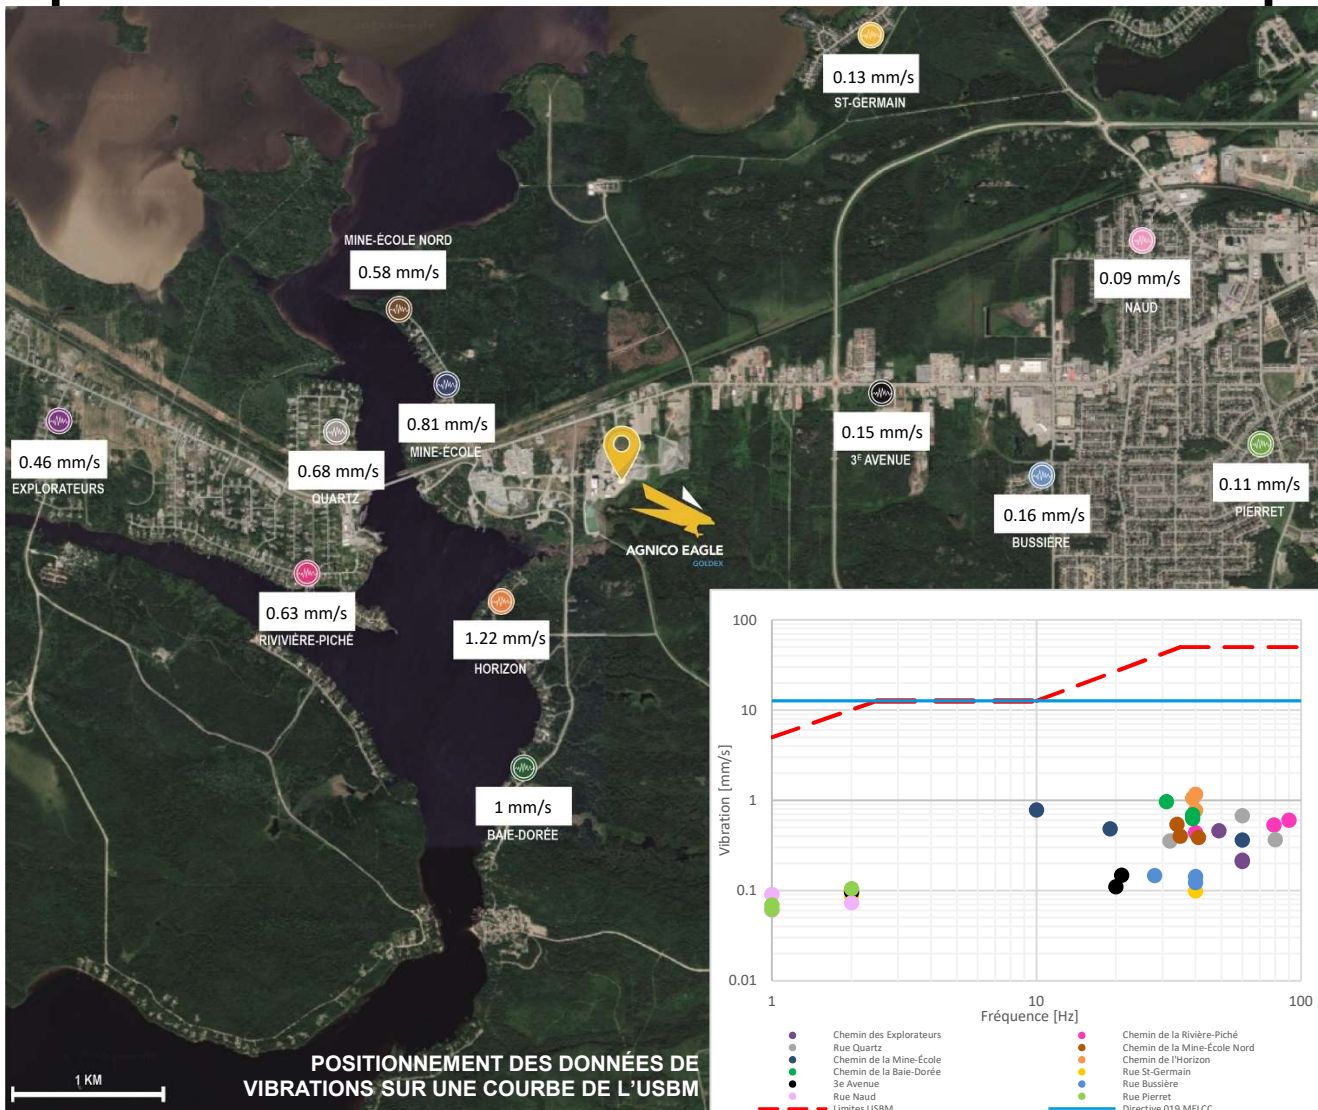 0.13 mm/s
ST-GERMAIN
MINE-ÉCOLE NORD
0.58 mm/s
0.09 mm/s
NAUD
0.81 mm/s
MINE-ÉCOLE
0.46 mm/s
EXPLORATEURS
0.68 mm/s
QUARTZ
0.15 mm/s
3E AVENUE
0.11 mm/s
PIERRET
0.16 mm/s
BUSSIÈRE
AGNICO EAGLE
GOLDEX
0.63 mm/s
RIVIVIÈRE-PICHÉ
1.22 mm/s
HORIZON
1 mm/s
BAIE-DORÉE
POSITIONNEMENT DES DONNÉES DE
VIBRATIONS SUR UNE COURBE DE L'USBM
1 KM
100
10
1
0.1
0.01
Vibration [mm/s]
1 10 100
Fréquence [Hz]
Chemin des Explorateurs
Chemin de la Rivière-Piché
Rue Quartz
Chemin de la Mine-École Nord
Chemin de la Mine-École
Chemin de l'Horizon
Chemin de la Baie-Dorée
Rue St-Germain
3e Avenue
Rue Bussière
Rue Naud
Rue Pierret
Limites USBM
Directive 019 MELCC